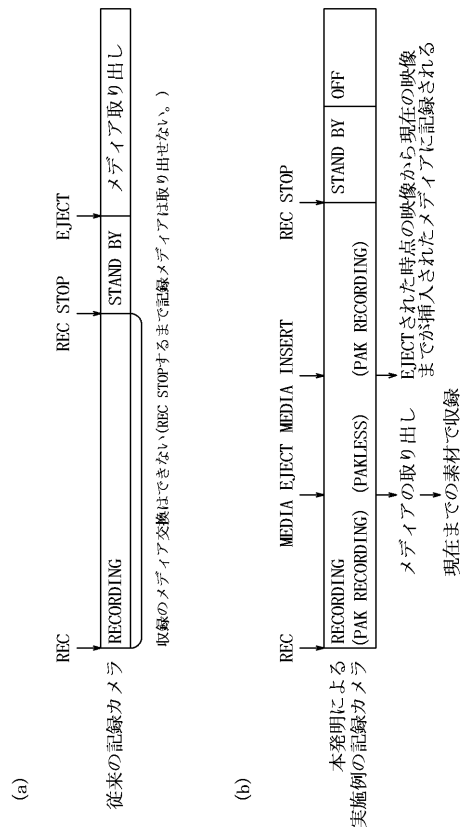 (a)
REC
REC STOP
EJECT
従来の記録カメラ
RECORDING
STAND BY
メディア取り出し
収録のメディア交換はできない(REC STOPするまで記録メディアは取り出せない。)
(b)
REC
MEDIA EJECT
MEDIA INSERT
REC STOP
本発明による
実施例の記録カメラ
RECORDING
(PAK RECORDING)
(PAKLESS)
(PAK RECORDING)
STAND BY
OFF
メディアの取り出し
現在までの素材で収録
EJECTされた時点の映像から現在の映像
までが挿入されたメディアに記録される